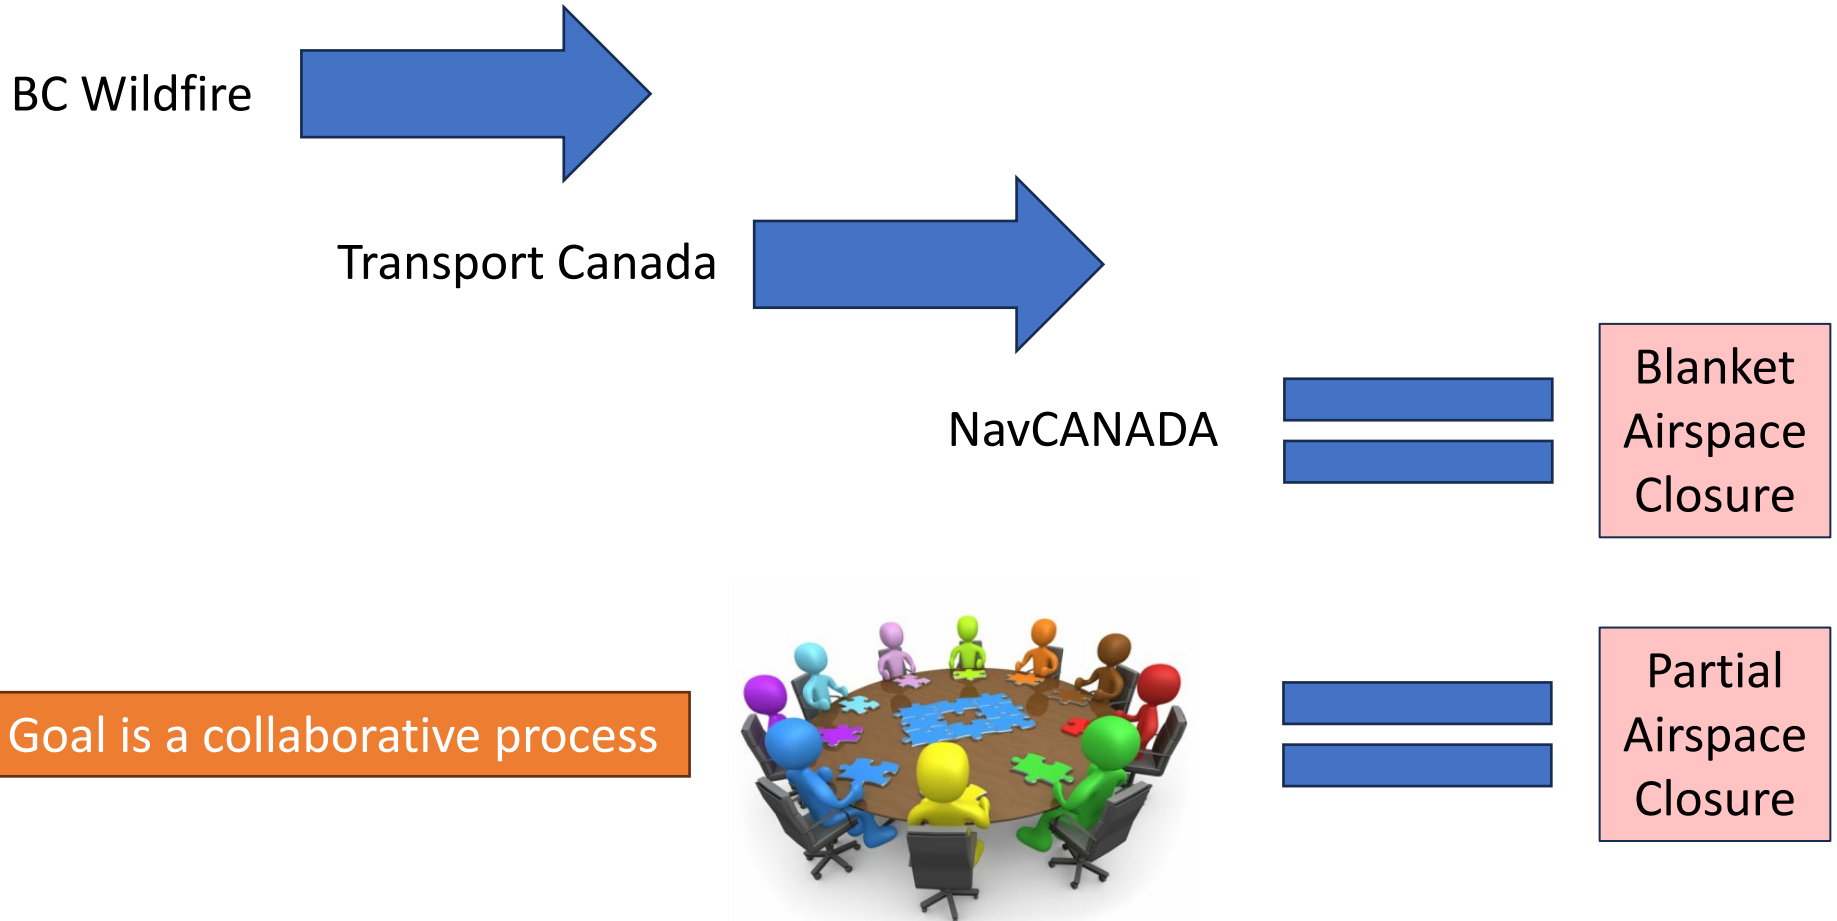 BC Wildfire
Transport Canada
NavCANADA
Blanket
Airspace
Closure
Goal is a collaborative process
Partial
Airspace
Closure